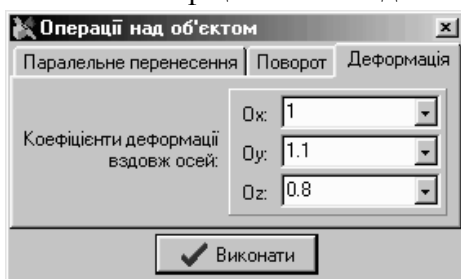 Операції над об'єктом
Паралельне перенесення Поворот Деформація
Коефіцієнти деформації
вздовж осей:
Ox: 1
Oy: 1.1
Oz: 0.8
Виконати